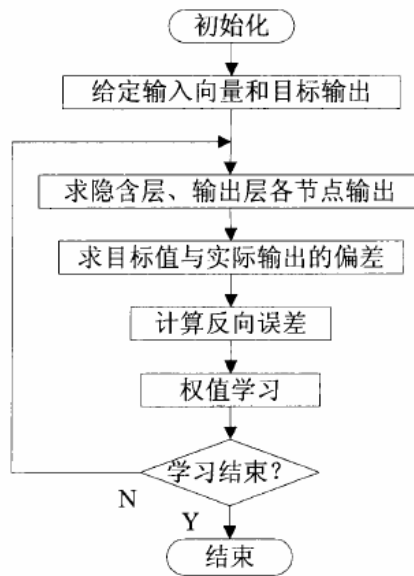 初始化
给定输入向量和目标输出
求隐含层、输出层各节点输出
求目标值与实际输出的偏差
计算反向误差
权值学习
学习结束?
N
Y
结束